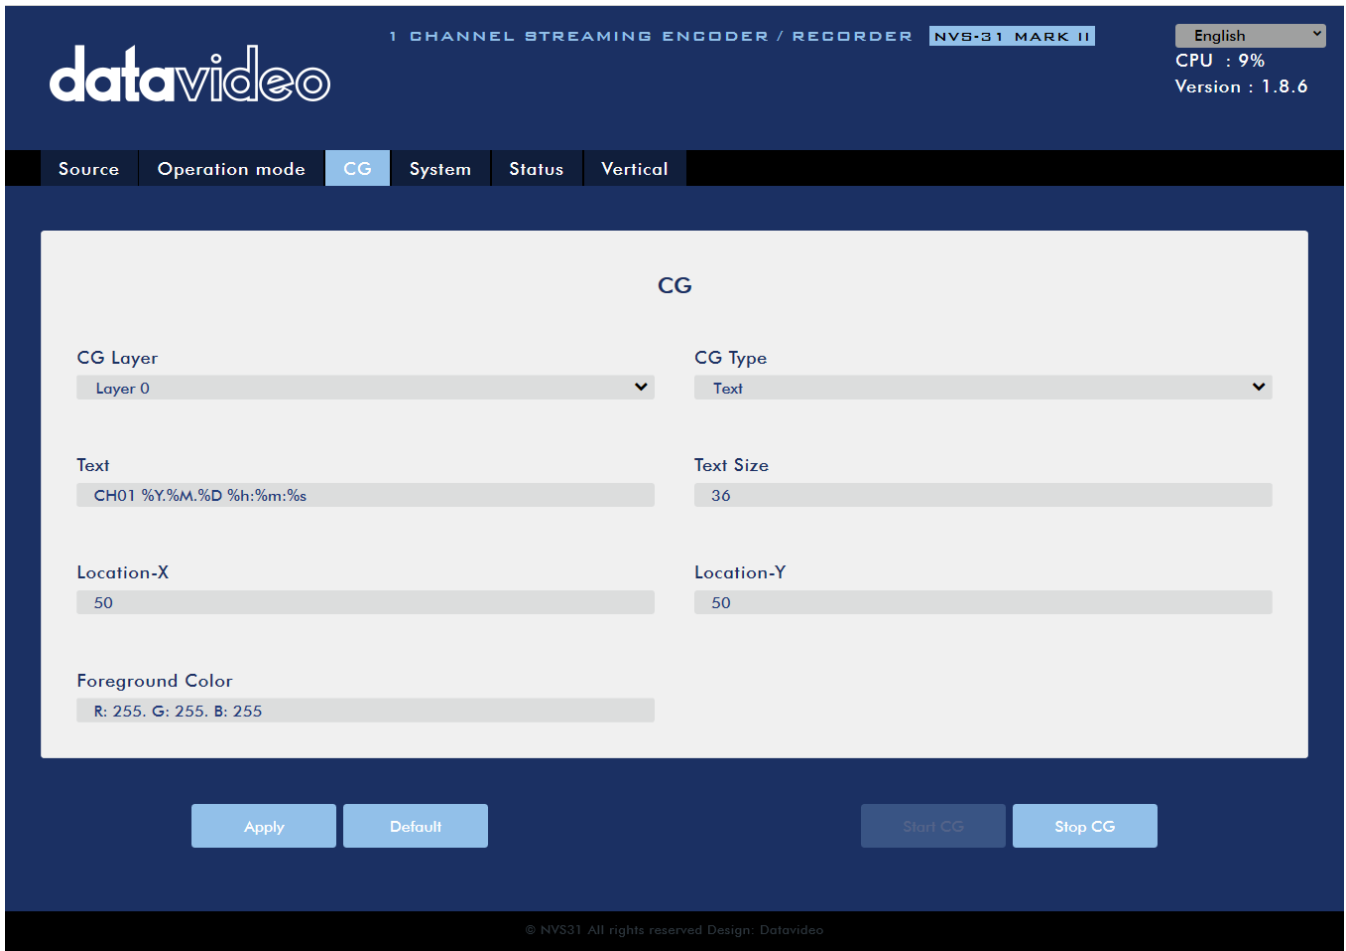 1 CHANNEL STREAMING ENCODER / RECORDER NVS-31 MARK II
English
datavideo
CPU : 9%
Version : 1.8.6
Source Operation mode CG System Status Vertical
CG
CG Layer CG Type
Layer 0 Text
Text Text Size
CH01 %Y.%M.%D %h:%m:%s 36
Location-X Location-Y
50 50
Foreground Color
R: 255. G: 255. B: 255
Apply Default Start CG Stop CG
© NVS31 All rights reserved Design: Datavideo